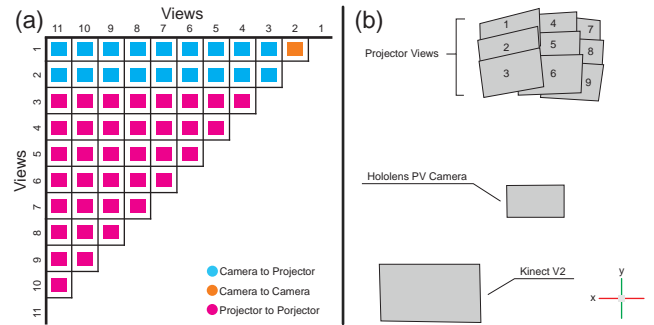 (a)
Views
11 10 9 8 7 6 5 4 3 2 1
Views
1
2
3
4
5
6
7
8
9
10
11
Camera to Projector
Camera to Camera
Projector to Porjector
(b)
Projector Views
1 4 7
2 5 8
3 6 9
Hololens PV Camera
Kinect V2
y
x